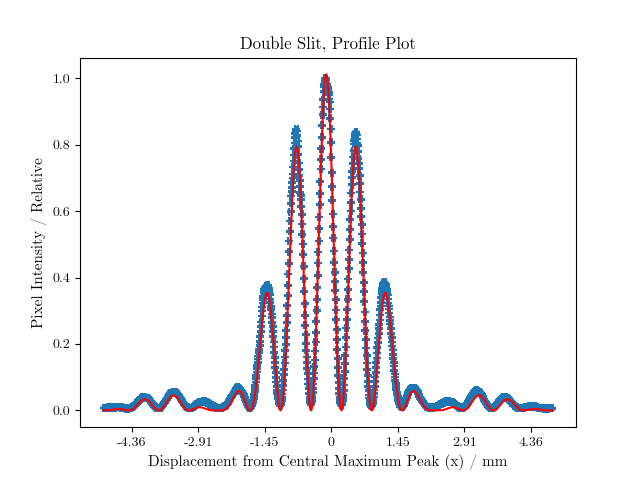 Double Slit, Profile Plot
1.0
0.8
0.6
0.4
0.2
0.0
Pixel Intensity / Relative
-4.36 -2.91 -1.45 0 1.45 2.91 4.36
Displacement from Central Maximum Peak (x) / mm